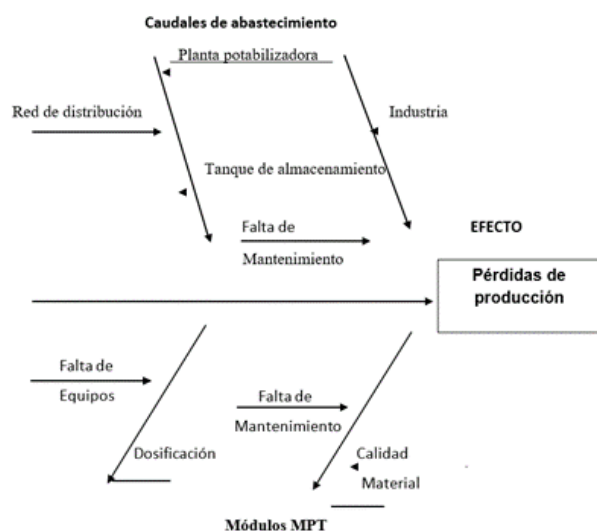 Caudales de abastecimiento
Planta potabilizadora
Red de distribución
Industria
Tanque de almacenamiento
Falta de
Mantenimiento
EFECTO
Pérdidas de
producción
Falta de
Equipos
Falta de
Mantenimiento
Dosificación
Calidad
Material
Módulos MPT